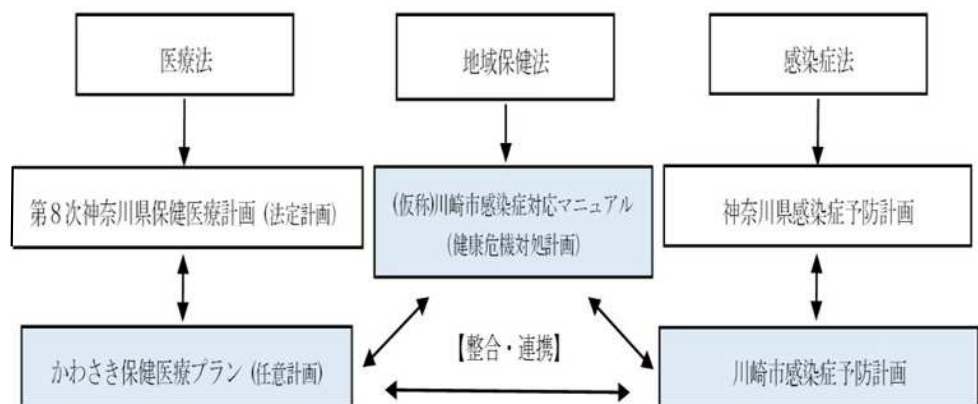 医療法
地域保健法
感染症法
第8次神奈川県保健医療計画 (法定計画)
(仮称)川崎市感染症対応マニュアル
(健康危機対処計画)
神奈川県感染症予防計画
【整合・連携】
かわさき保健医療プラン (任意計画)
川崎市感染症予防計画